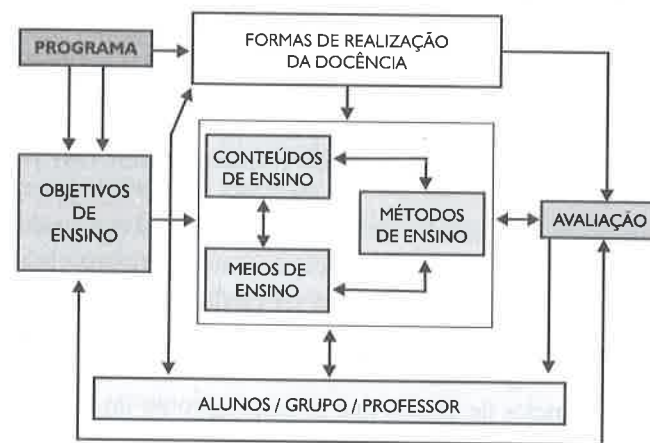 PROGRAMA
FORMAS DE REALIZAÇÃO
DA DOCÊNCIA
OBJETIVOS
DE
ENSINO
CONTEÚDOS
DE ENSINO
MÉTODOS
DE ENSINO
MEIOS DE
ENSINO
AVALIAÇÃO
ALUNOS / GRUPO / PROFESSOR